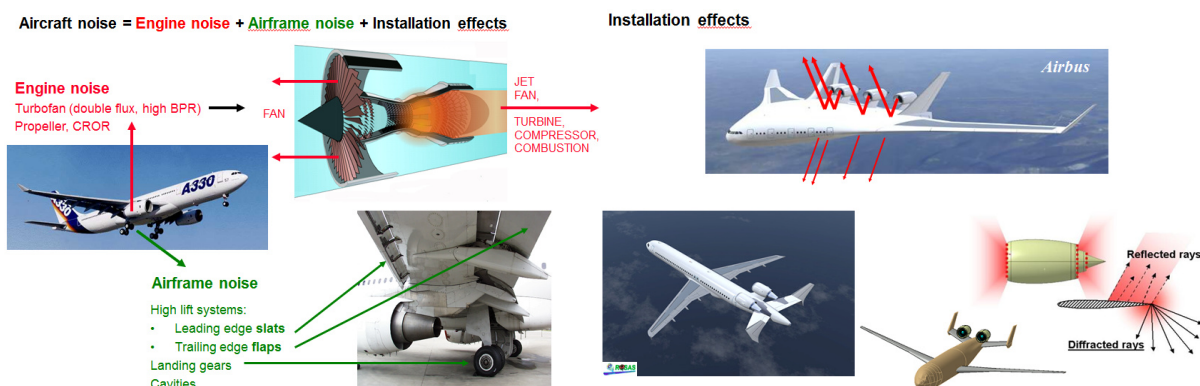 Aircraft noise = Engine noise + Airframe noise + Installation effects
Engine noise
Turbofan (double flux, high BPR)
Propeller, CROR
FAN
JET
FAN,
TURBINE,
COMPRESSOR,
COMBUSTION
A330
A330
Airframe noise
High lift systems:
• Leading edge slats
• Trailing edge flaps
Landing gears
Cavities
Installation effects
Airbus
Reflected rays
Diffracted rays